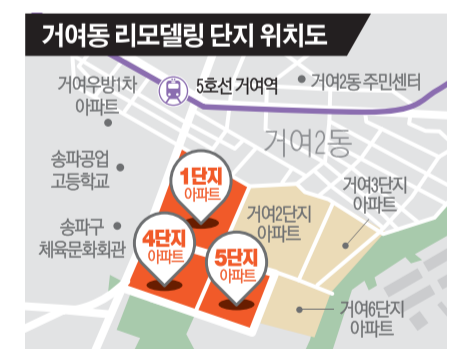 거여동 리모델링 단지 위치도
거여우방1차
아파트
5호선 거여역
거여2동 주민센터
거여2동
송파공업
고등학교
1단지
아파트
거여3단지
아파트
거여2단지
아파트
송파구
체육문화회관
4단지
아파트
5단지
아파트
거여6단지
아파트